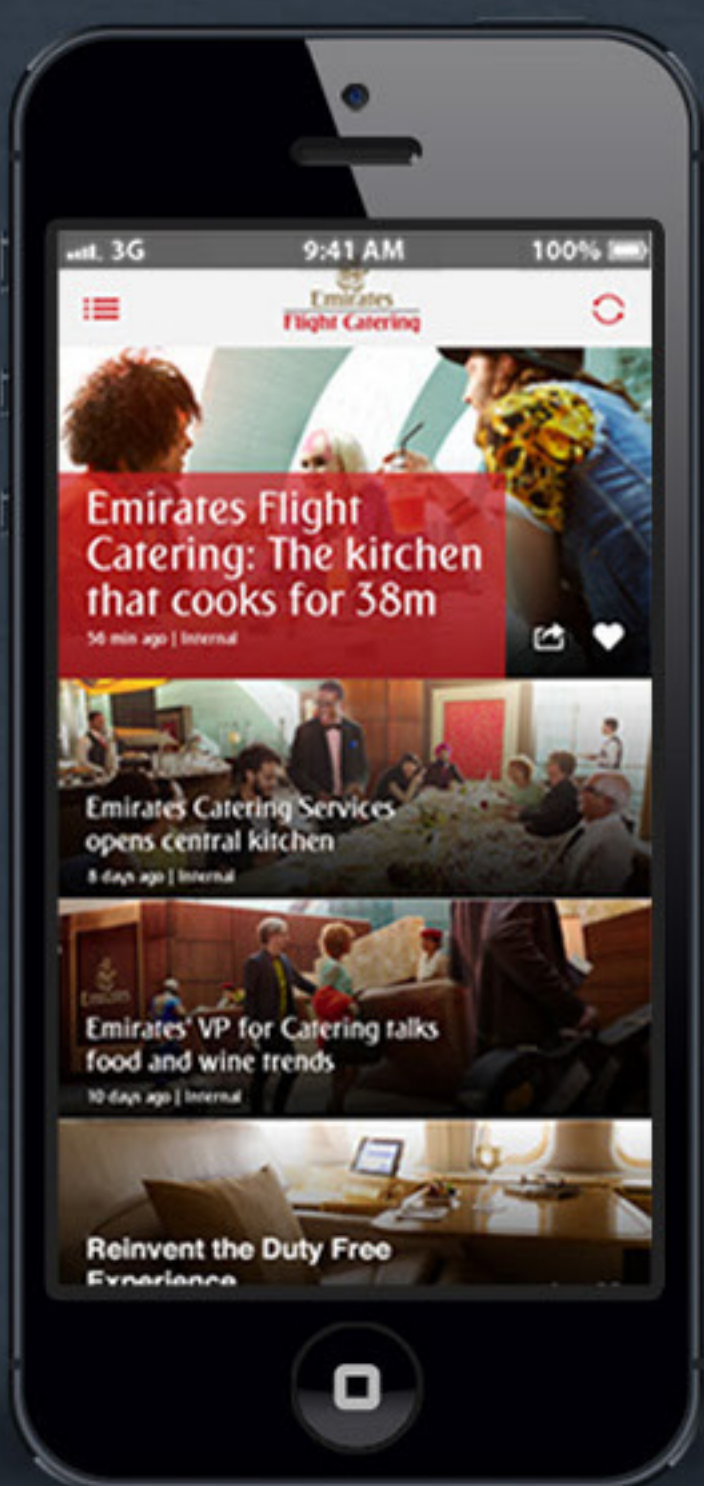 3G 9:41 AM 100%
Emirates
Flight Catering
Emirates Flight
Catering: The kitchen
that cooks for 38m
56 min ago | Internal
Emirates Catering Services
opens central kitchen
8 days ago | Internal
Emirates
Emirates' VP for Catering talks
food and wine trends
10 days ago | Internal
Reinvent the Duty Free
Experience